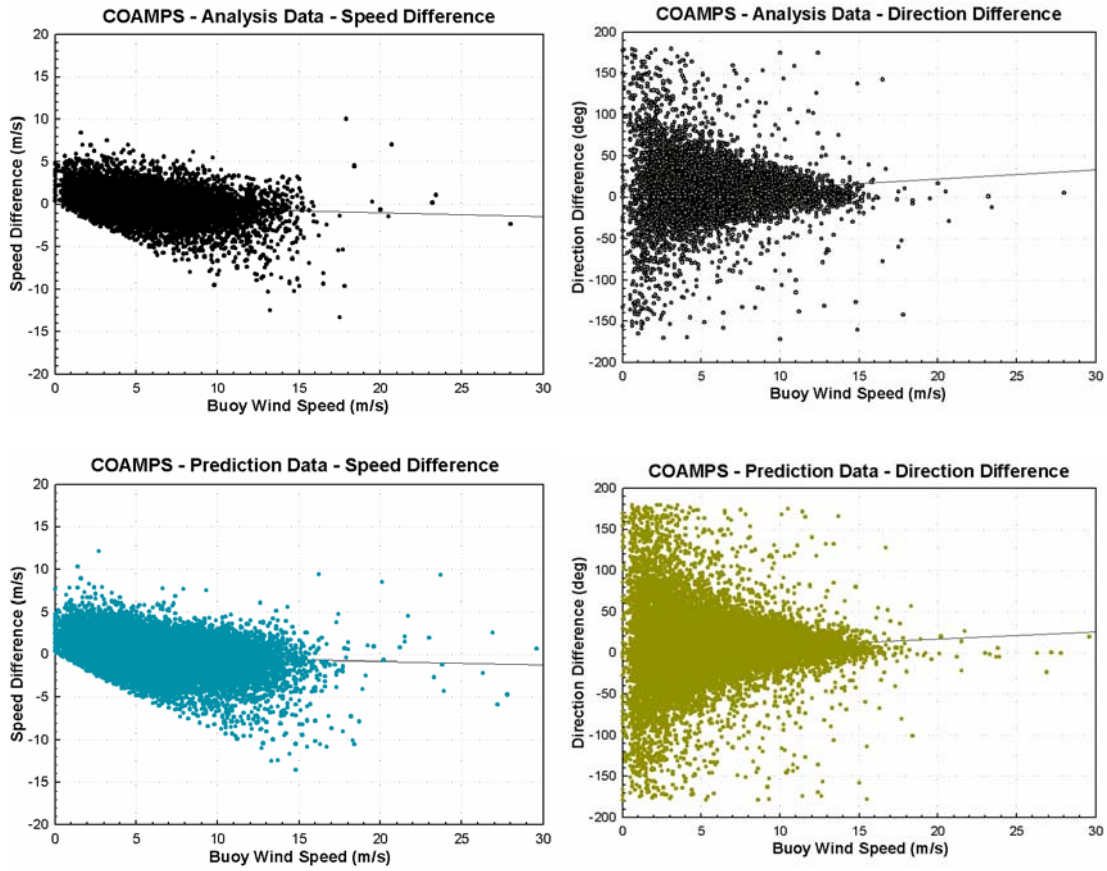 COAMPS - Analysis Data - Speed Difference
20
15
10
5
0
-5
-10
-15
-20
Speed Difference (m/s)
0 5 10 15 20 25 30
Buoy Wind Speed (m/s)
COAMPS - Analysis Data - Direction Difference
200
150
100
50
0
-50
-100
-150
-200
Direction Difference (deg)
0 5 10 15 20 25 30
Buoy Wind Speed (m/s)
COAMPS - Prediction Data - Speed Difference
20
15
10
5
0
-5
-10
-15
-20
Speed Difference (m/s)
0 5 10 15 20 25 30
Buoy Wind Speed (m/s)
COAMPS - Prediction Data - Direction Difference
200
150
100
50
0
-50
-100
-150
-200
Direction Difference (deg)
0 5 10 15 20 25 30
Buoy Wind Speed (m/s)